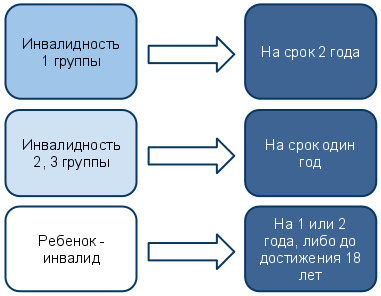 Инвалидность
1 группы
На срок 2 года
Инвалидность
2, 3 группы
На срок один
год
Ребенок -
инвалид
На 1 или 2
года, либо до
достижения 18
лет